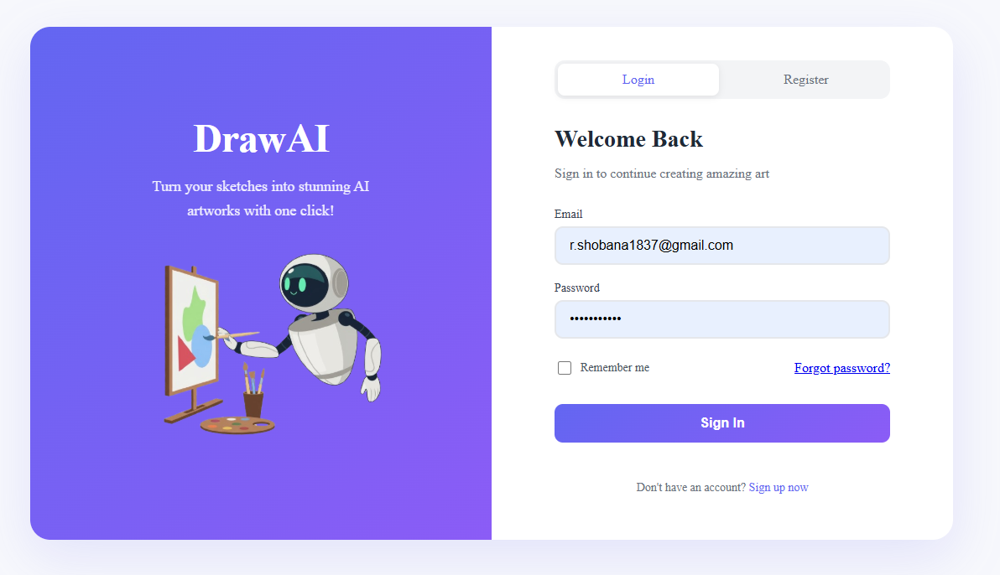 DrawAI
Turn your sketches into stunning AI
artworks with one click!
Login
Register
Welcome Back
Sign in to continue creating amazing art
Email
r.shobana1837@gmail.com
Password
•••••••••••
Remember me
Forgot password?
Sign In
Don't have an account? Sign up now